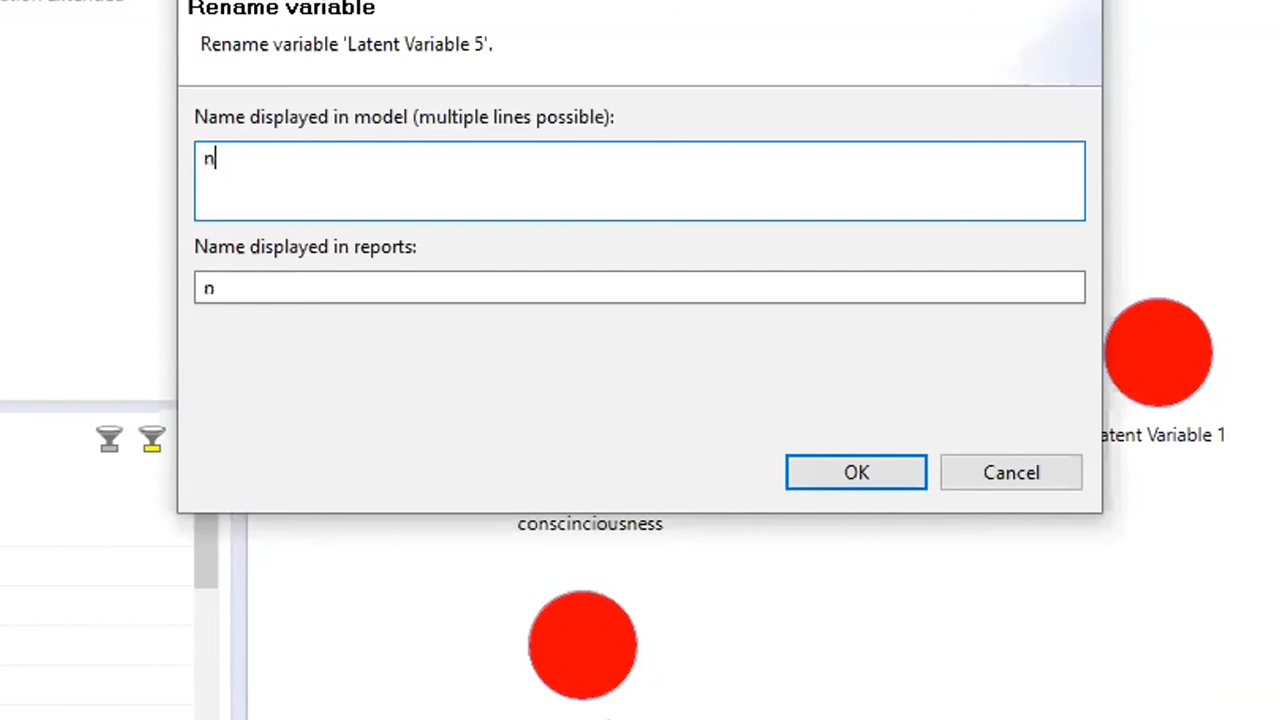 Rename variable
Rename variable 'Latent Variable 5'.
Name displayed in model (multiple lines possible):
n
Name displayed in reports:
n
OK
Cancel
atent Variable 1
conscinciousness